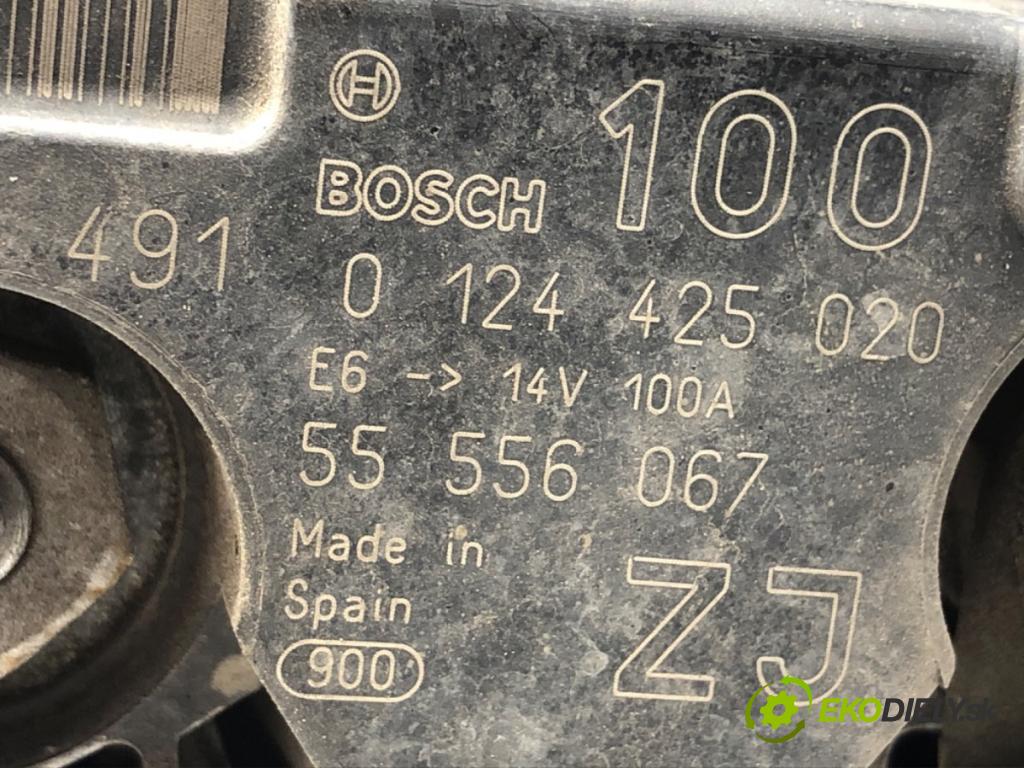 BOSCH 100
491 0 124 425 020
E6 -> 14V 100A
55 556 067
Made in
Spain
900 ZJ
EKODIELY.sk